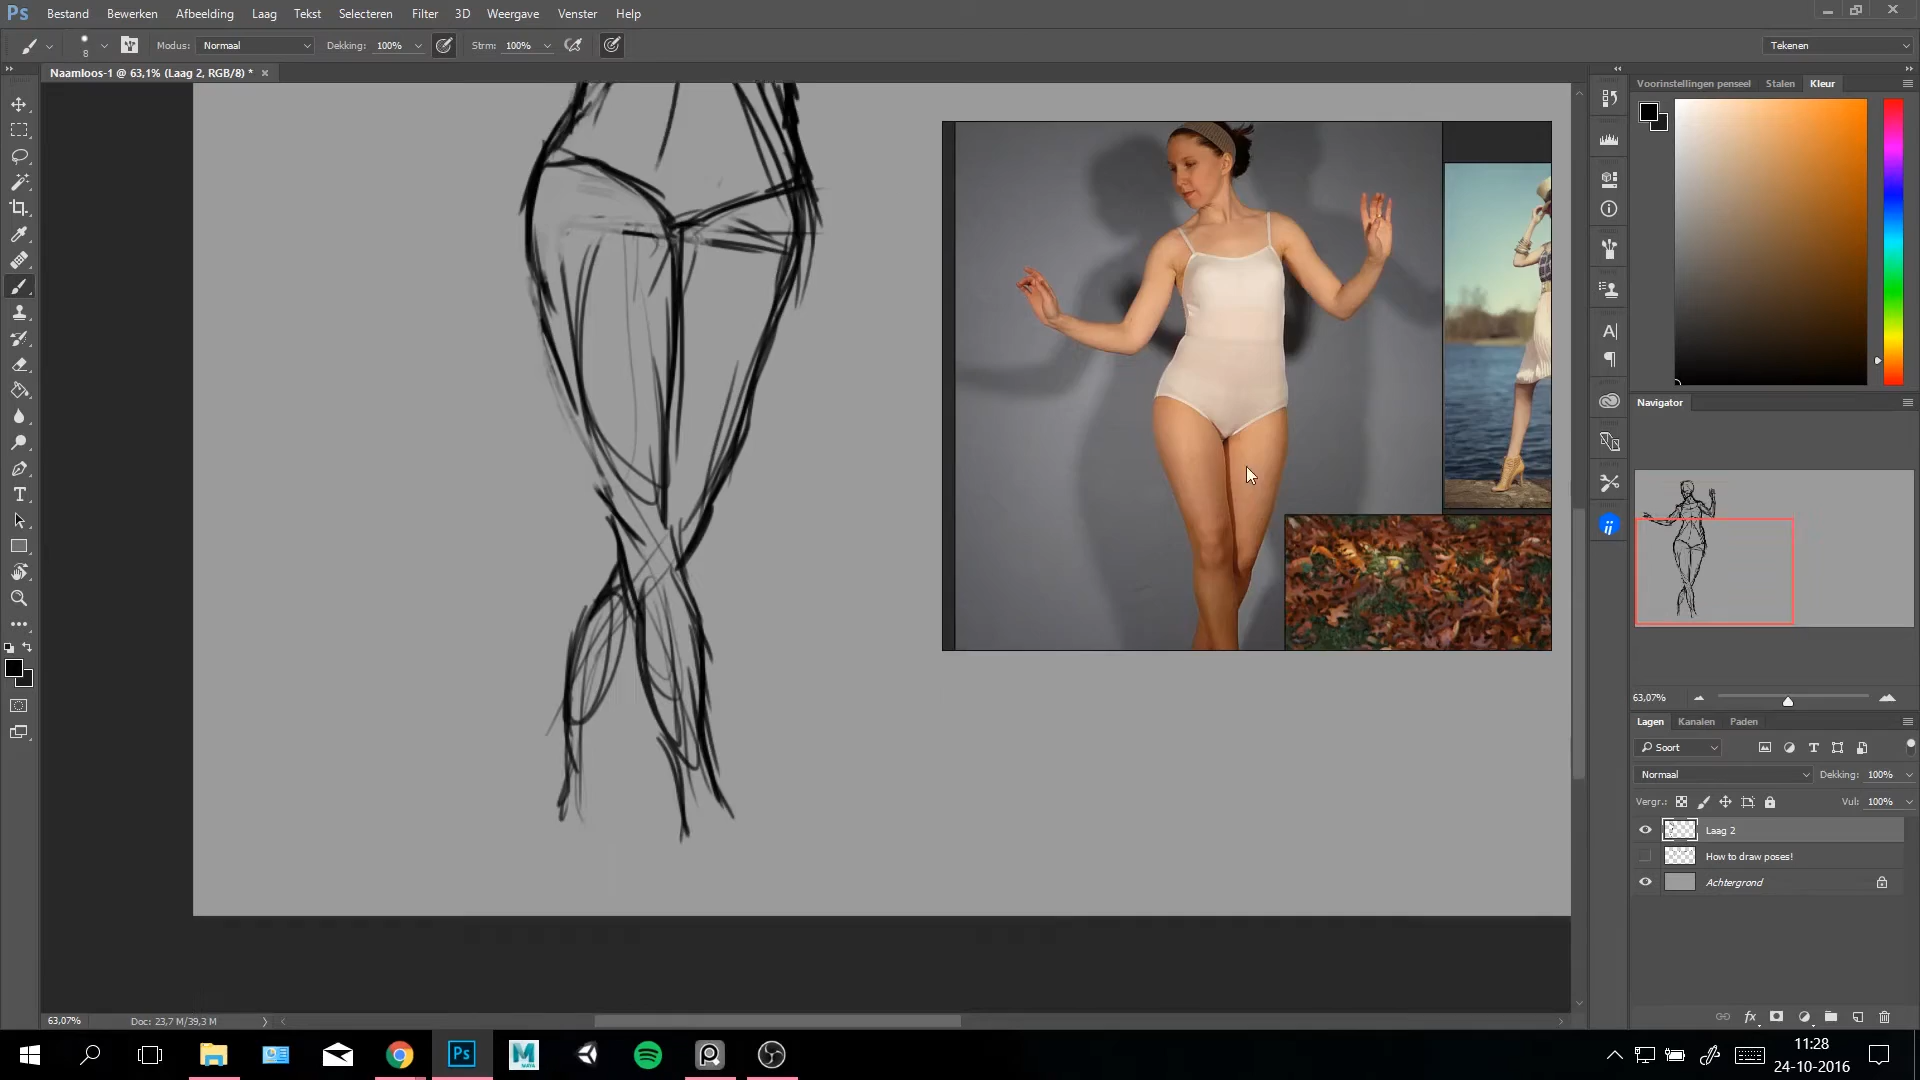 Ps Bestand Bewerken Afbeelding Laag Tekst Selecteren Filter 3D Weergave Venster Help
8 Modus: Normaal Dekking: 100% Strm: 100% Tekenen
Naamloos-1 @ 63,1% (Laag 2, RGB/8) * ×
Voorinstellingen penseel Stalen Kleur
Navigator
63,07%
Lagen Kanalen Paden
Soort
Normaal Dekking: 100%
Vergr.: Vul: 100%
Laag 2
How to draw poses!
Achtergrond
fx
63,07% Doc: 23,7 M/39,3 M
Ps M
11:28
24-10-2016